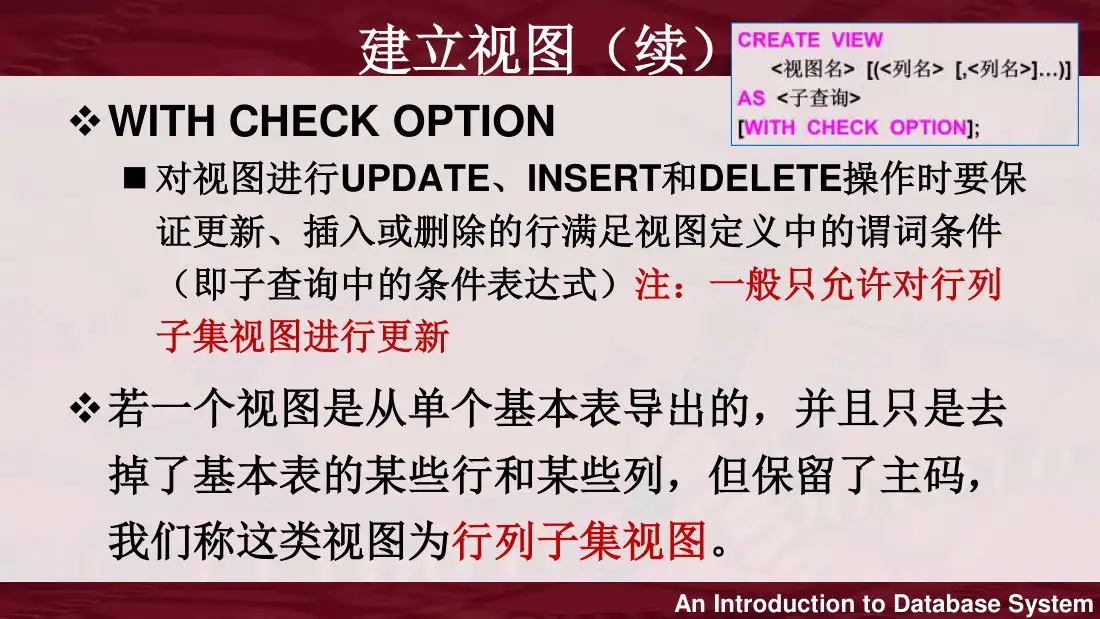 建立视图（续）
CREATE VIEW
<视图名> [(<列名> [,<列名>]…)]
AS <子查询>
[WITH CHECK OPTION];
❖WITH CHECK OPTION
■ 对视图进行UPDATE、INSERT和DELETE操作时要保
证更新、插入或删除的行满足视图定义中的谓词条件
（即子查询中的条件表达式）注：一般只允许对行列
子集视图进行更新
❖若一个视图是从单个基本表导出的，并且只是去
掉了基本表的某些行和某些列，但保留了主码，
我们称这类视图为行列子集视图。
An Introduction to Database System